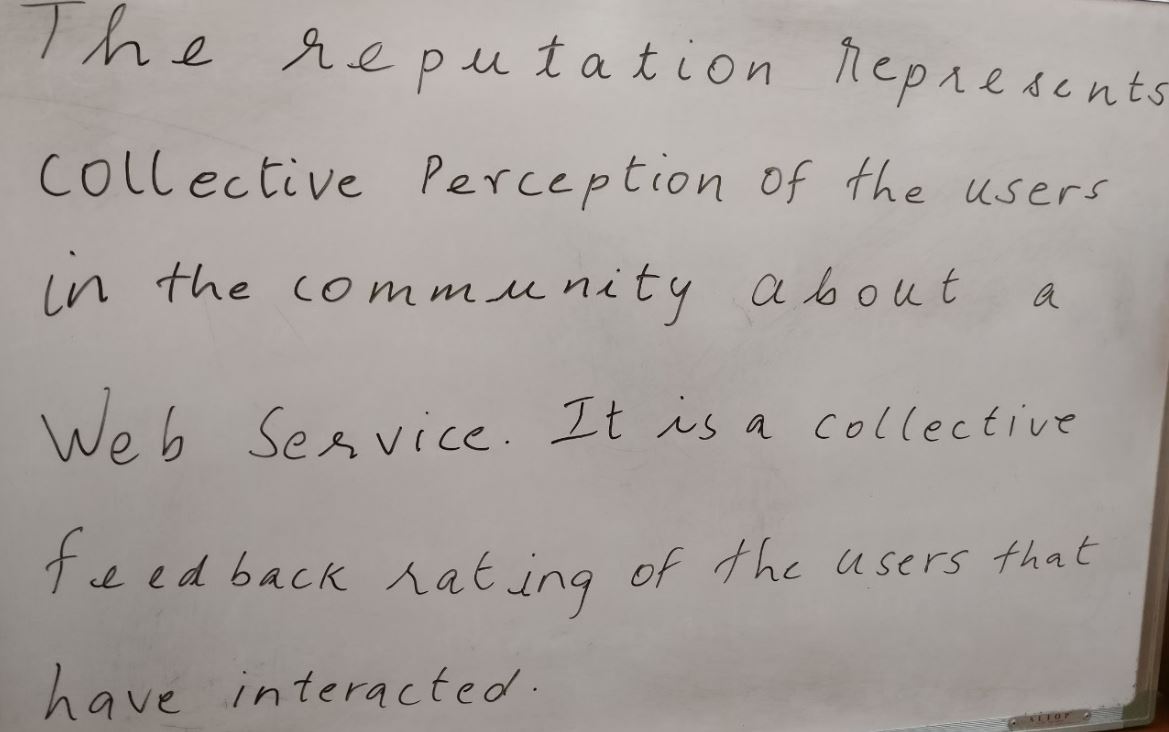 The reputation represents
collective Perception of the users
in the community about a
Web Service. It is a collective
feedback rating of the users that
have interacted.